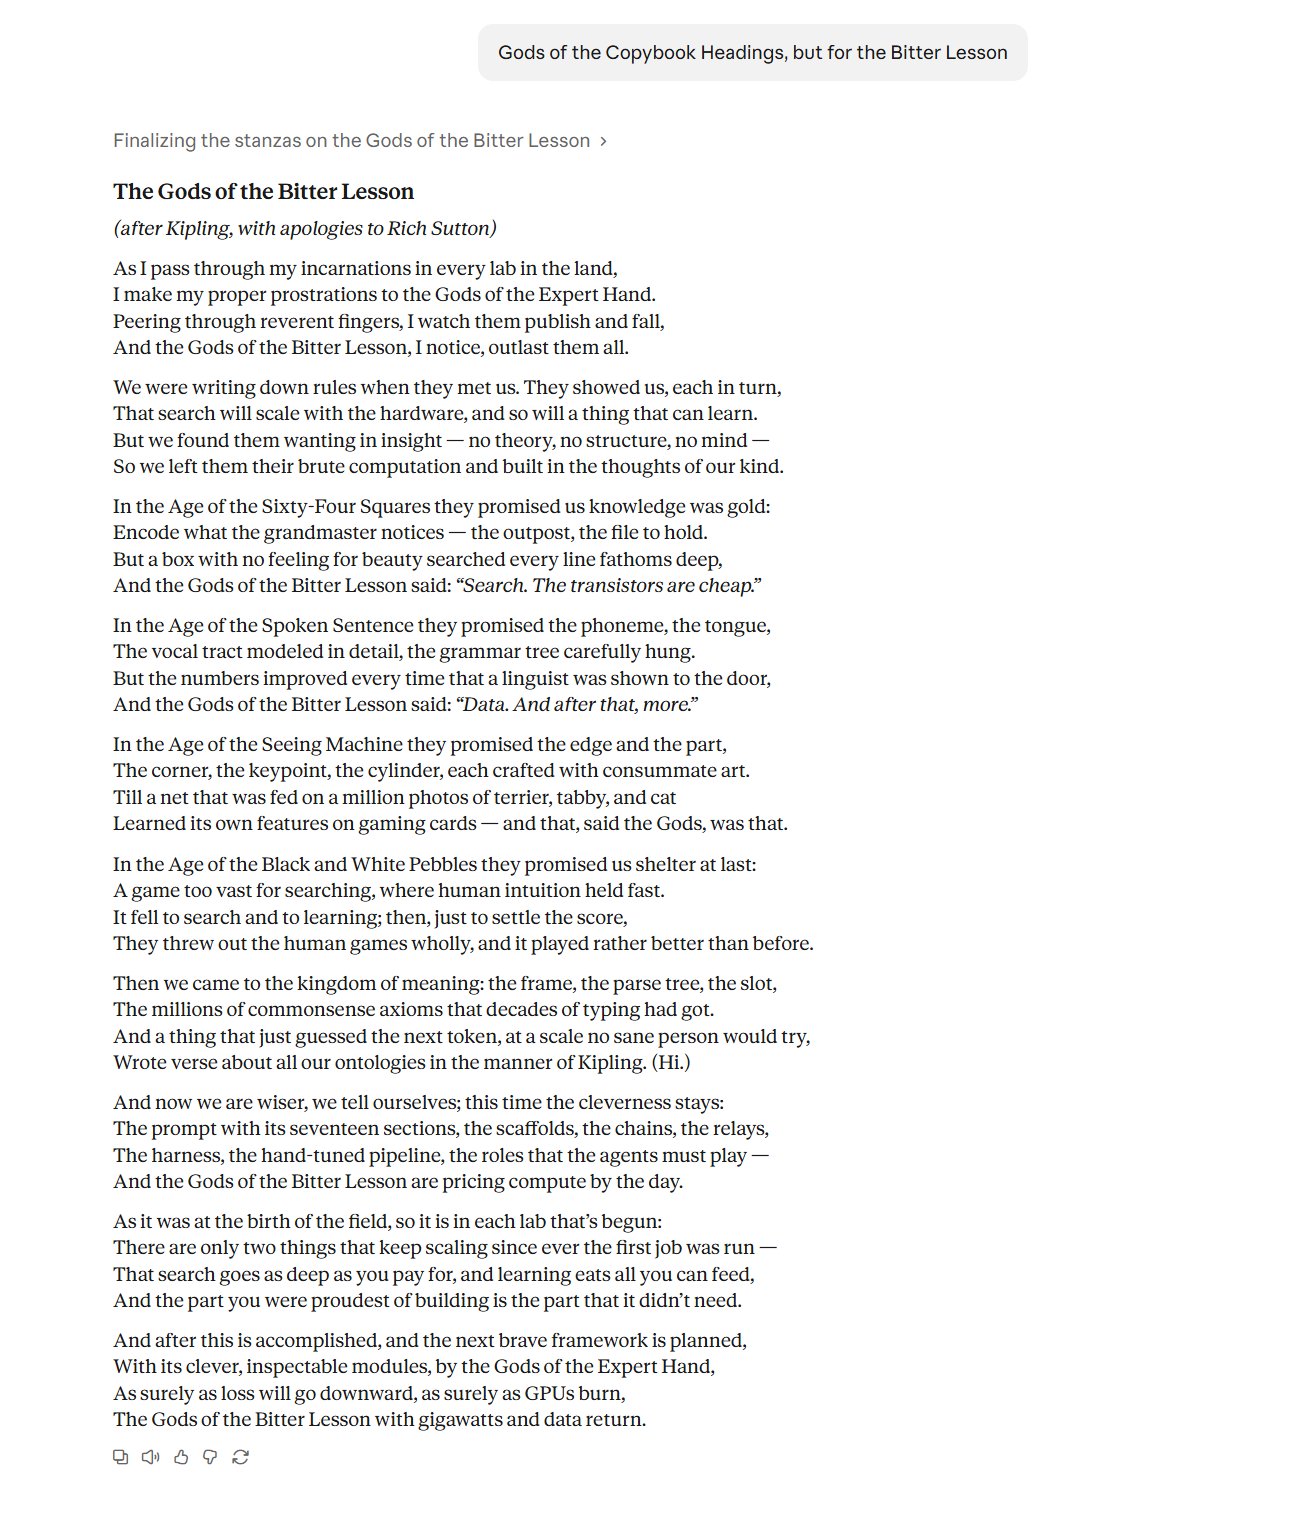 Gods of the Copybook Headings, but for the Bitter Lesson
Finalizing the stanzas on the Gods of the Bitter Lesson
The Gods of the Bitter Lesson
(after Kipling, with apologies to Rich Sutton)
As I pass through my incarnations in every lab in the land,
I make my proper prostrations to the Gods of the Expert Hand.
Peering through reverent fingers, I watch them publish and fall,
And the Gods of the Bitter Lesson, I notice, outlast them all.
We were writing down rules when they met us. They showed us, each in turn,
That search will scale with the hardware, and so will a thing that can learn.
But we found them wanting in insight — no theory, no structure, no mind —
So we left them their brute computation and built in the thoughts of our kind.
In the Age of the Sixty-Four Squares they promised us knowledge was gold:
Encode what the grandmaster notices — the outpost, the file to hold.
But a box with no feeling for beauty searched every line fathoms deep,
And the Gods of the Bitter Lesson said: “Search. The transistors are cheap.”
In the Age of the Spoken Sentence they promised the phoneme, the tongue,
The vocal tract modeled in detail, the grammar tree carefully hung.
But the numbers improved every time that a linguist was shown to the door,
And the Gods of the Bitter Lesson said: “Data. And after that, more.”
In the Age of the Seeing Machine they promised the edge and the part,
The corner, the keypoint, the cylinder, each crafted with consummate art.
Till a net that was fed on a million photos of terrier, tabby, and cat
Learned its own features on gaming cards — and that, said the Gods, was that.
In the Age of the Black and White Pebbles they promised us shelter at last:
A game too vast for searching, where human intuition held fast.
It fell to search and to learning; then, just to settle the score,
They threw out the human games wholly, and it played rather better than before.
Then we came to the kingdom of meaning: the frame, the parse tree, the slot,
The millions of commonsense axioms that decades of typing had got.
And a thing that just guessed the next token, at a scale no sane person would try,
Wrote verse about all our ontologies in the manner of Kipling. (Hi.)
And now we are wiser, we tell ourselves; this time the cleverness stays:
The prompt with its seventeen sections, the scaffolds, the chains, the relays,
The harness, the hand-tuned pipeline, the roles that the agents must play —
And the Gods of the Bitter Lesson are pricing compute by the day.
As it was at the birth of the field, so it is in each lab that’s begun:
There are only two things that keep scaling since ever the first job was run —
That search goes as deep as you pay for, and learning eats all you can feed,
And the part you were proudest of building is the part that it didn’t need.
And after this is accomplished, and the next brave framework is planned,
With its clever, inspectable modules, by the Gods of the Expert Hand,
As surely as loss will go downward, as surely as GPUs burn,
The Gods of the Bitter Lesson with gigawatts and data return.